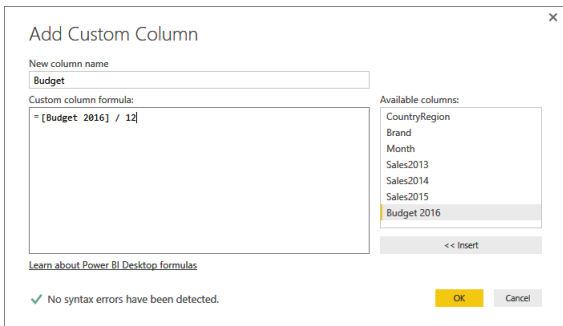 Add Custom Column
New column name
Budget
Custom column formula:
=[Budget 2016] / 12
Available columns:
CountryRegion
Brand
Month
Sales2013
Sales2014
Sales2015
Budget 2016
<< Insert
Learn about Power BI Desktop formulas
No syntax errors have been detected.
OK
Cancel